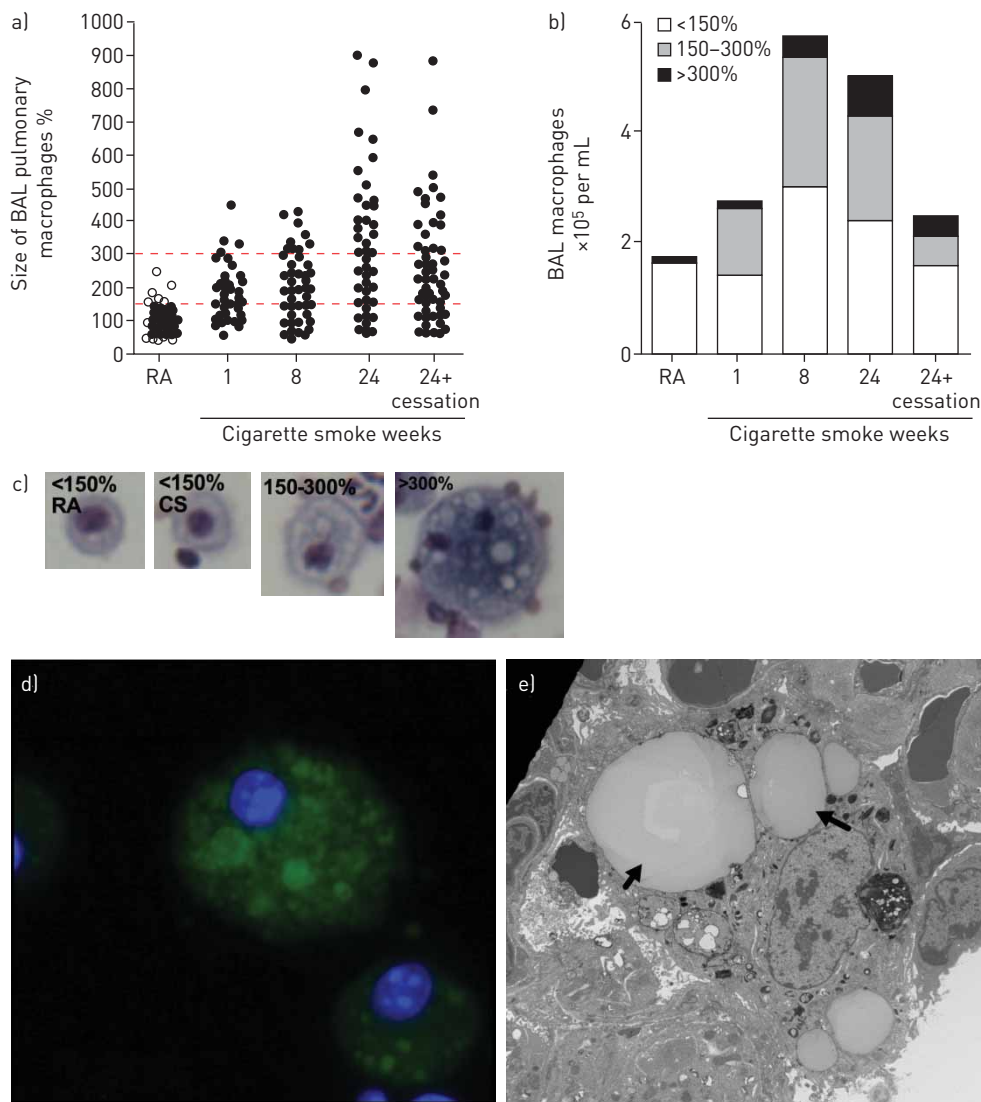 a)
Size of BAL pulmonary
macrophages %
1000
900
800
700
600
500
400
300
200
100
0
RA
1
8
24
24+
cessation
Cigarette smoke weeks
b)
BAL macrophages
×10⁵ per mL
6
4
2
0
<150%
150–300%
>300%
RA
1
8
24
24+
cessation
Cigarette smoke weeks
c)
<150%
RA
<150%
CS
150-300%
>300%
d)
e)